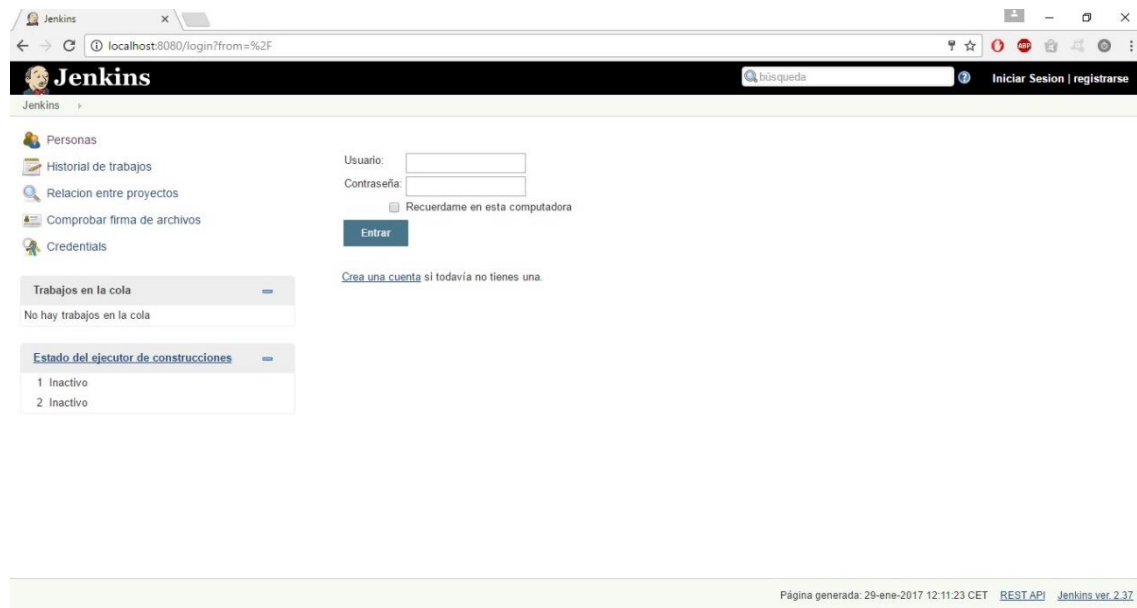 Jenkins
localhost:8080/login?from=%2F
ABP
Jenkins
búsqueda
Iniciar Sesion | registrarse
Jenkins
Personas
Historial de trabajos
Relacion entre proyectos
Comprobar firma de archivos
Credentials
Trabajos en la cola
No hay trabajos en la cola
Estado del ejecutor de construcciones
1 Inactivo
2 Inactivo
Usuario:
Contraseña:
Recuerdame en esta computadora
Entrar
Crea una cuenta si todavía no tienes una.
Página generada: 29-ene-2017 12:11:23 CET REST API Jenkins ver. 2.37